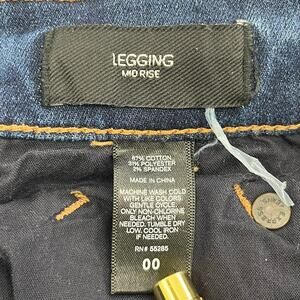 LEGGING
MID RISE
67% COTTON
31% POLYESTER
2% SPANDEX
MADE IN CHINA
MACHINE WASH COLD
WITH LIKE COLORS
GENTLE CYCLE.
ONLY NON-CHLORINE
BLEACH WHEN
NEEDED. TUMBLE DRY
LOW. COOL IRON
IF NEEDED.
RN# 55285
00